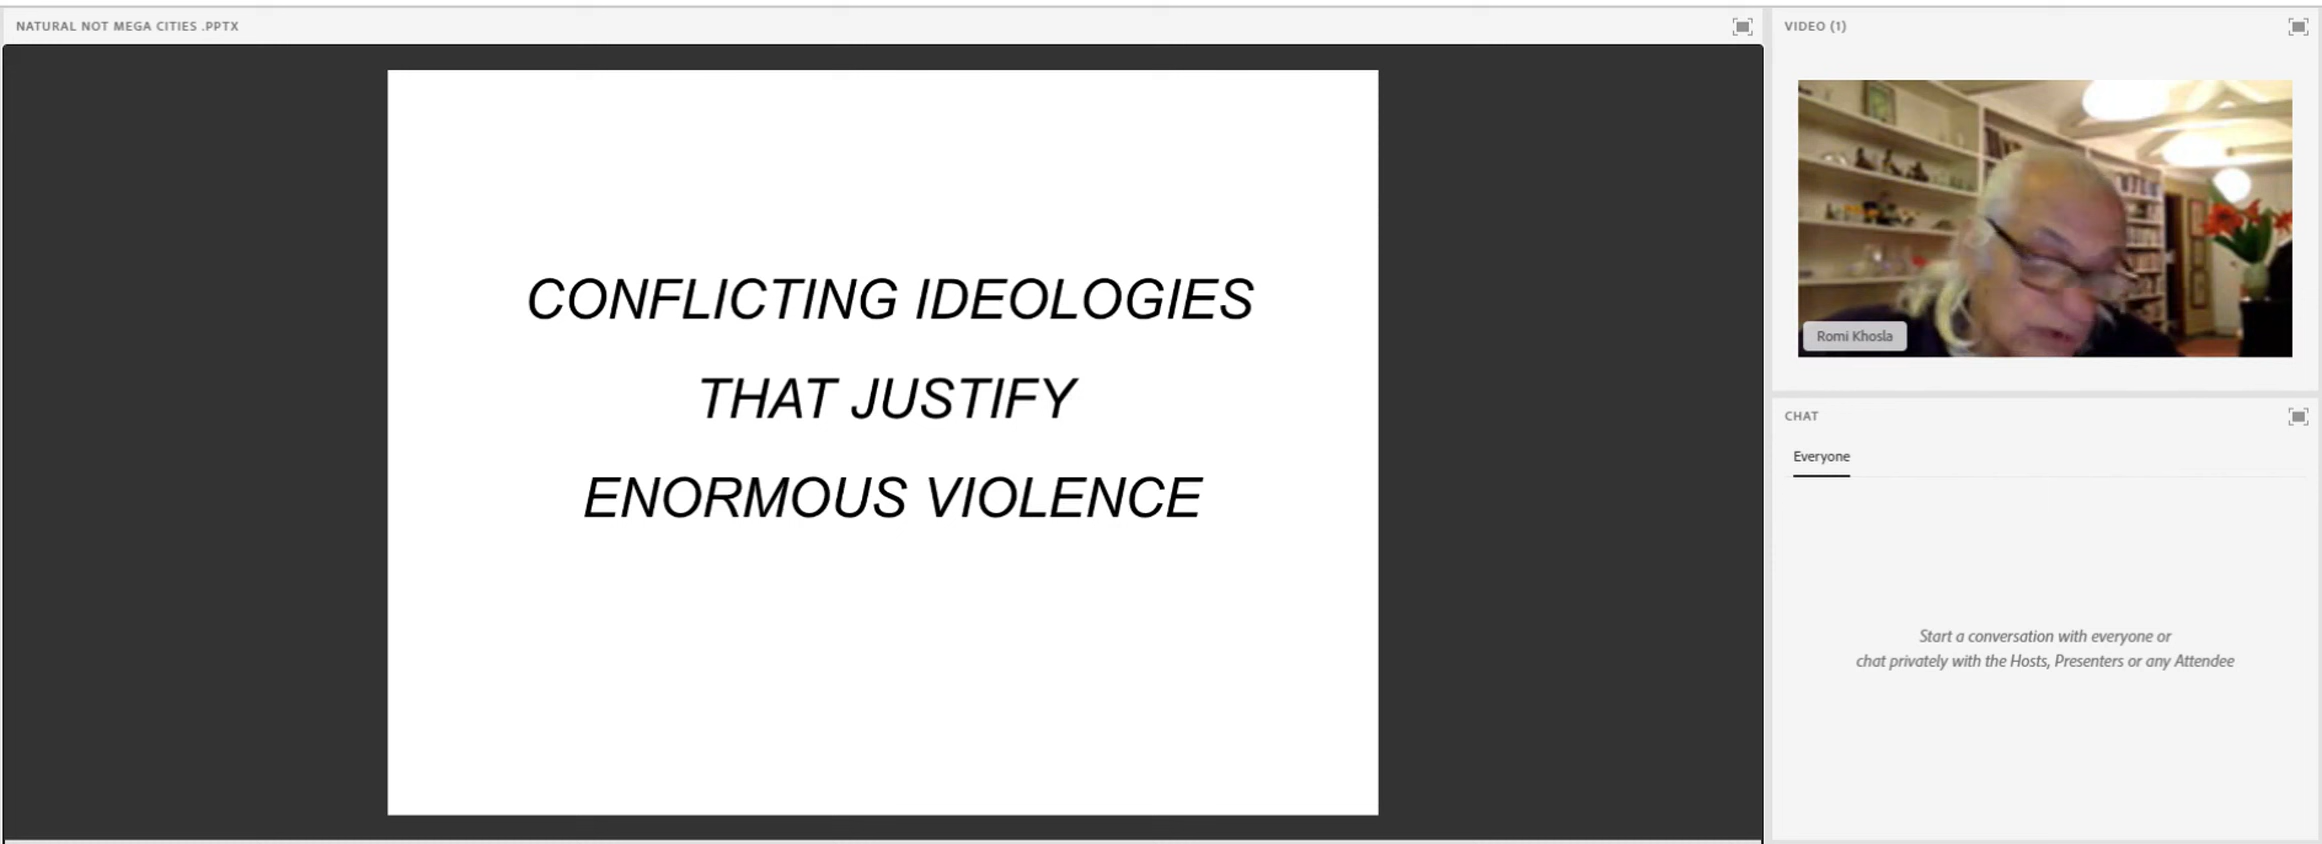 NATURAL NOT MEGA CITIES .PPTX
CONFLICTING IDEOLOGIES
THAT JUSTIFY
ENORMOUS VIOLENCE
VIDEO (1)
Romi Khosla
CHAT
Everyone
Start a conversation with everyone or
chat privately with the Hosts, Presenters or any Attendee